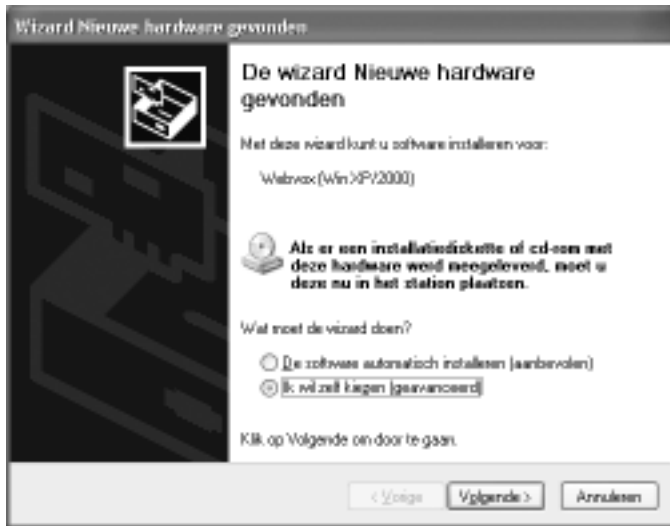 Wizard Nieuwe hardware gevonden
De wizard Nieuwe hardware
gevonden
Met deze wizard kunt u software installeren voor:
Webvox (Win XP/2000)
Als er een installatiediskette of cd-rom met
deze hardware werd meegeleverd, moet u
deze nu in het station plaatsen.
Wat moet de wizard doen?
De software automatisch installeren (aanbevolen)
Ik wil zelf kiezen (geavanceerd)
Klik op Volgende om door te gaan.
< Vorige Volgende > Annuleren